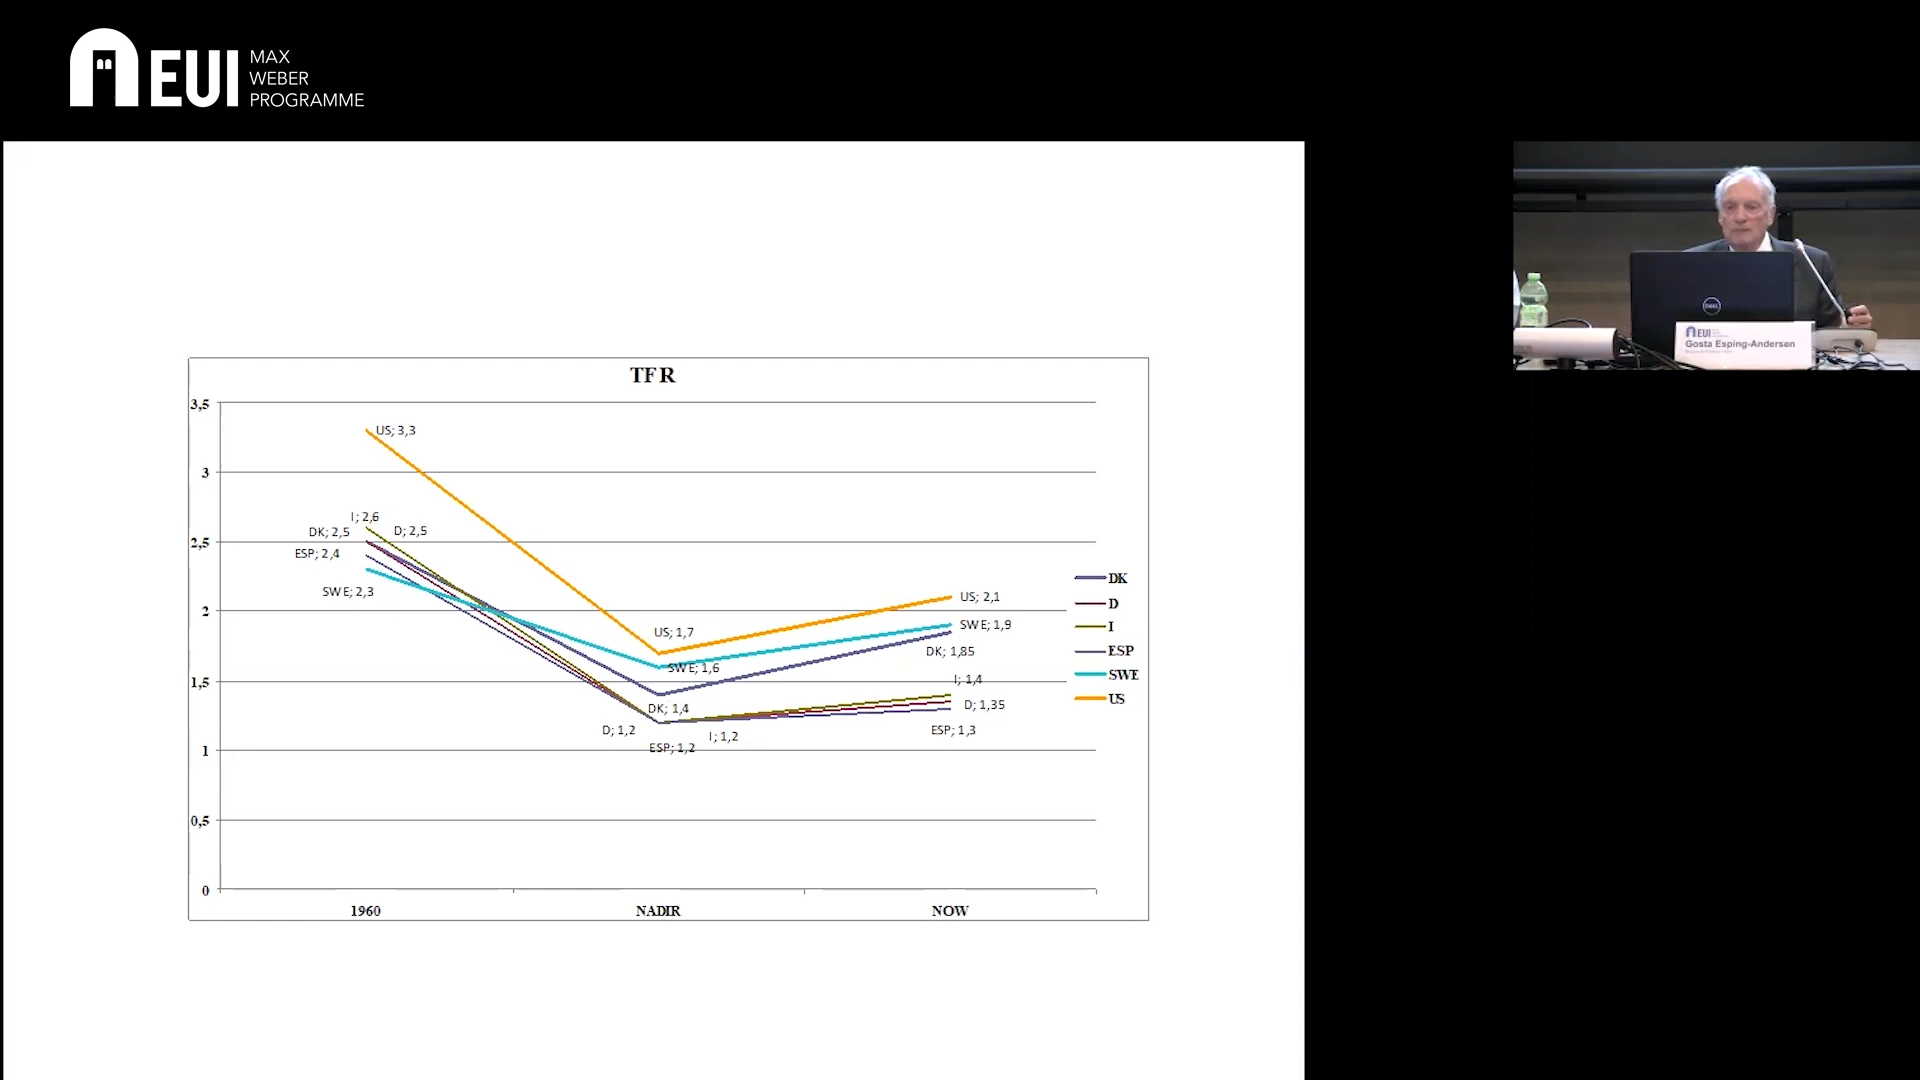 EUI
MAX
WEBER
PROGRAMME
TFR
3,5
3
2,5
2
1,5
1
0,5
0
US; 3,3
I; 2,6
DK; 2,5
D; 2,5
ESP; 2,4
SWE; 2,3
US; 1,7
SWE; 1,6
DK; 1,4
D; 1,2
I; 1,2
ESP; 1,2
US; 2,1
SWE; 1,9
DK; 1,85
I; 1,4
D; 1,35
ESP; 1,3
DK
D
I
ESP
SWE
US
1960
NADIR
NOW
DELL
EUI
Gosta Esping-Andersen